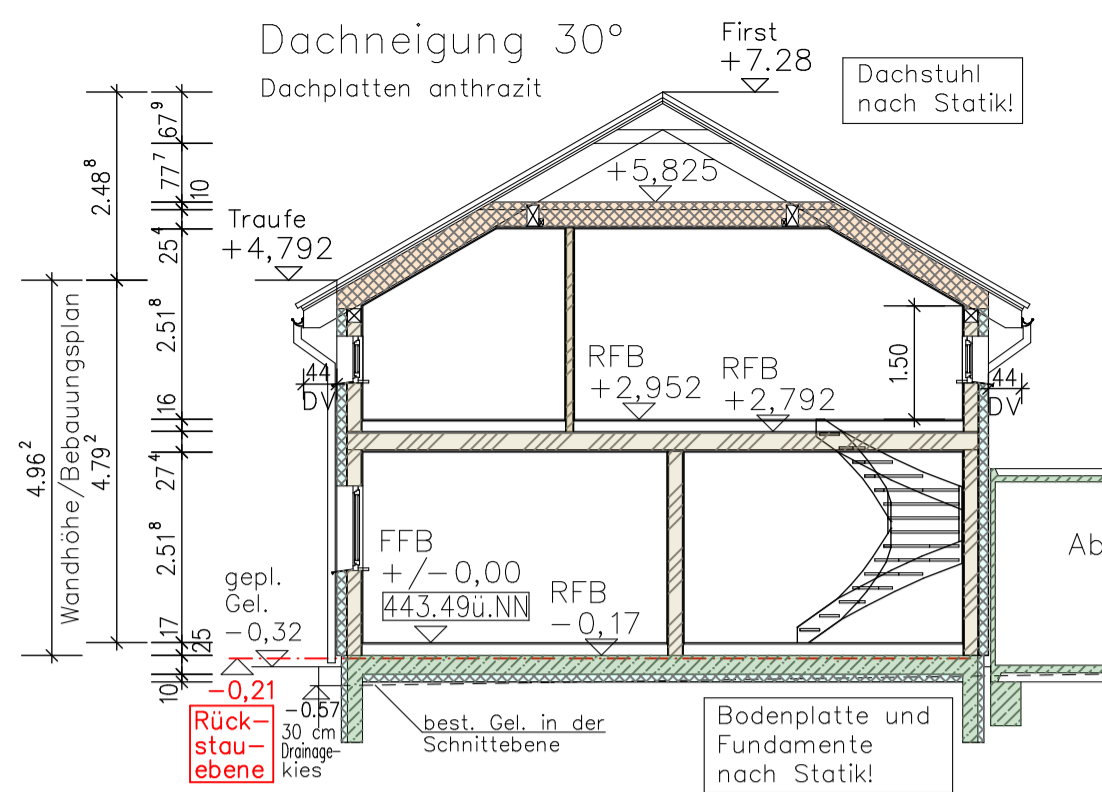 Dachneigung 30°
Dachplatten anthrazit
First
+7.28
Dachstuhl
nach Statik!
67⁹
77⁷
10
2.48⁸
+5,825
Traufe
+4,792
25⁴
2.51⁸
16
27⁴
2.51⁸
17
25
10
4.96²
Wandhöhe/Bebauungsplan
4.79²
44
DV
RFB
+2,952
RFB
+2,792
1.50
44
DV
FFB
+/-0,00
443.49ü.NN
RFB
-0,17
Ab
gepl.
Gel.
-0,32
-0,21
Rück-
stau-
ebene
-0.57
30 cm
Drainage-
kies
best. Gel. in der
Schnittebene
Bodenplatte und
Fundamente
nach Statik!